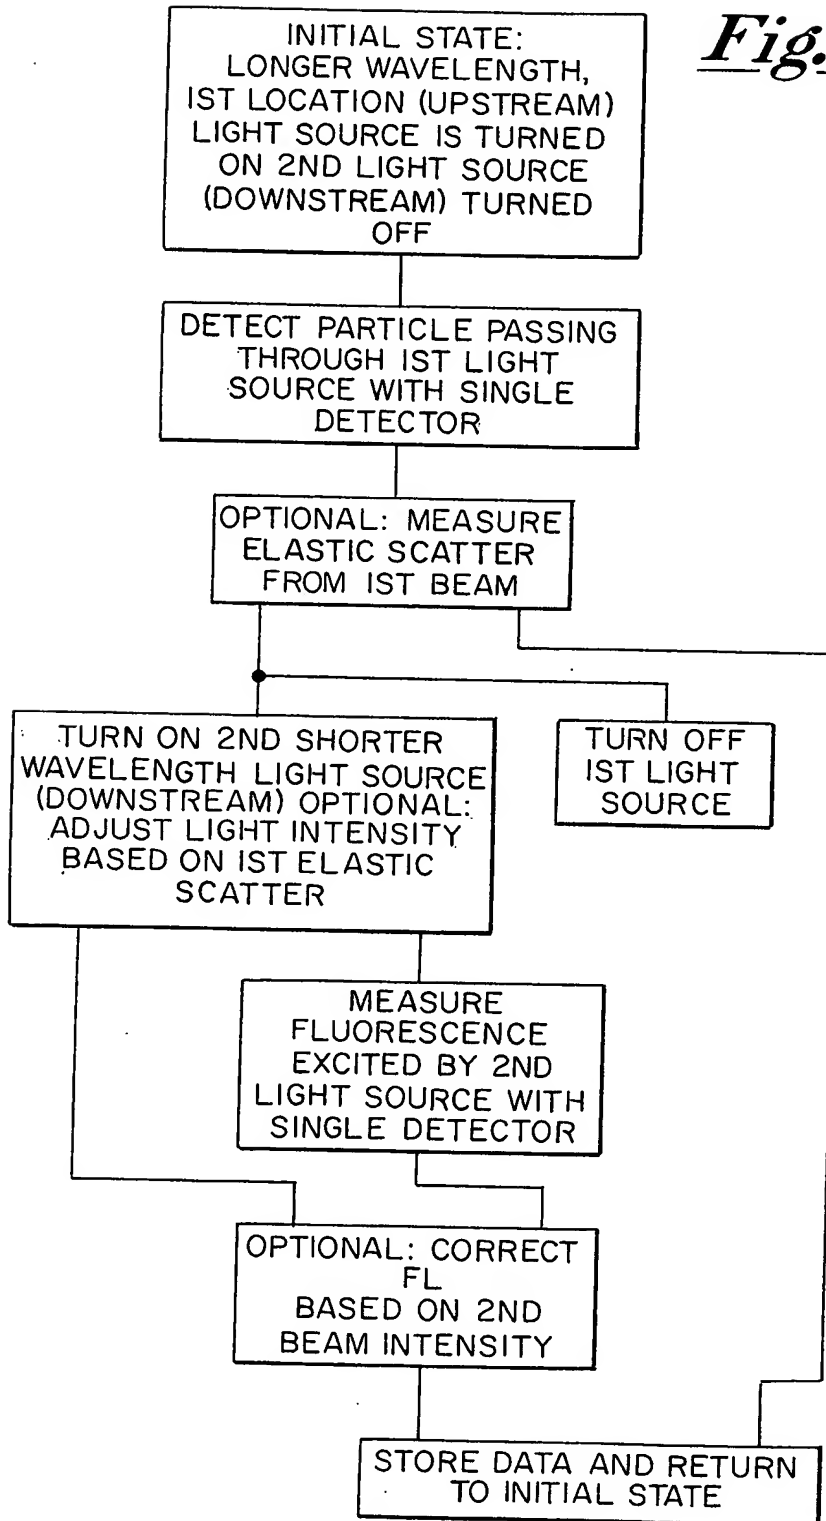 Fig.
INITIAL STATE:
LONGER WAVELENGTH,
IST LOCATION (UPSTREAM)
LIGHT SOURCE IS TURNED
ON 2ND LIGHT SOURCE
(DOWNSTREAM) TURNED
OFF
DETECT PARTICLE PASSING
THROUGH IST LIGHT
SOURCE WITH SINGLE
DETECTOR
OPTIONAL: MEASURE
ELASTIC SCATTER
FROM IST BEAM
TURN ON 2ND SHORTER
WAVELENGTH LIGHT SOURCE
(DOWNSTREAM) OPTIONAL:
ADJUST LIGHT INTENSITY
BASED ON IST ELASTIC
SCATTER
TURN OFF
IST LIGHT
SOURCE
MEASURE
FLUORESCENCE
EXCITED BY 2ND
LIGHT SOURCE WITH
SINGLE DETECTOR
OPTIONAL: CORRECT
FL
BASED ON 2ND
BEAM INTENSITY
STORE DATA AND RETURN
TO INITIAL STATE